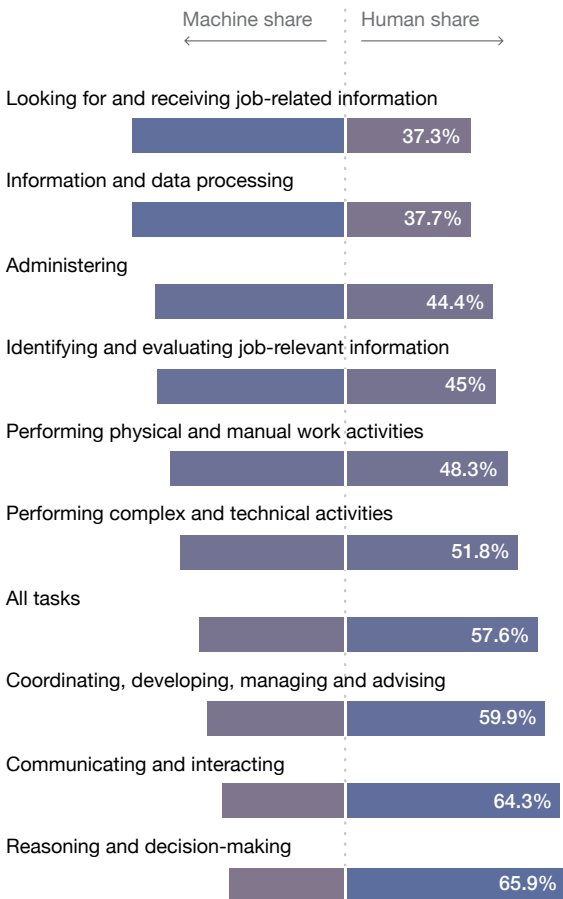 Machine share Human share
Looking for and receiving job-related information
37.3%
Information and data processing
37.7%
Administering
44.4%
Identifying and evaluating job-relevant information
45%
Performing physical and manual work activities
48.3%
Performing complex and technical activities
51.8%
All tasks
57.6%
Coordinating, developing, managing and advising
59.9%
Communicating and interacting
64.3%
Reasoning and decision-making
65.9%